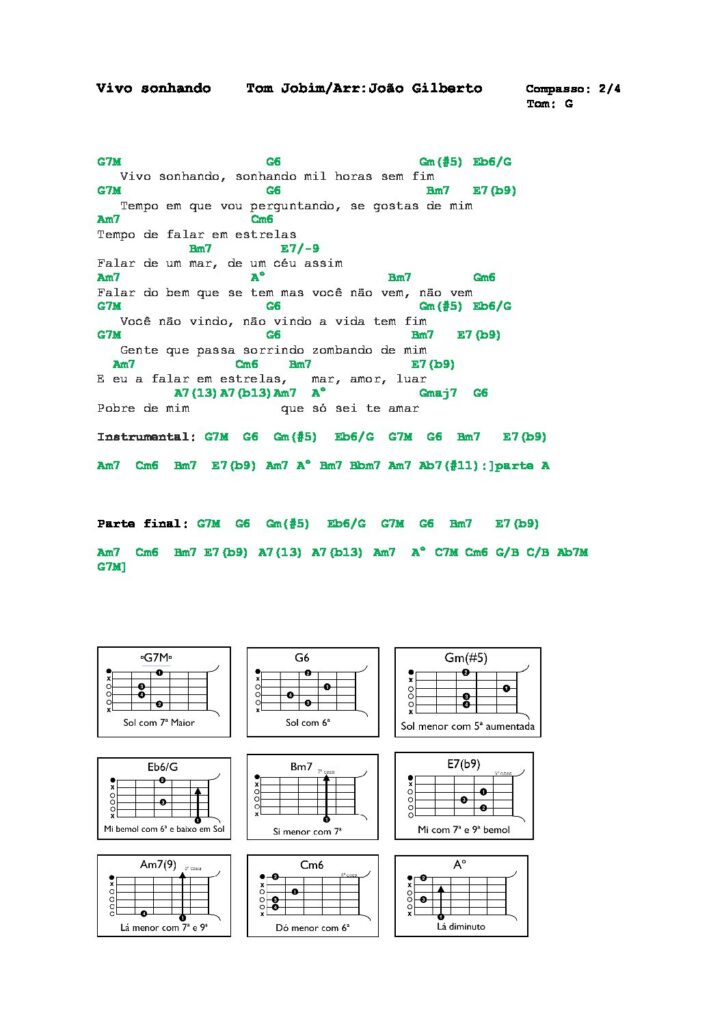 Vivo sonhando Tom Jobim/Arr:João Gilberto Compasso: 2/4
Tom: G
G7M G6 Gm(#5) Eb6/G
Vivo sonhando, sonhando mil horas sem fim
G7M G6 Bm7 E7(b9)
Tempo em que vou perguntando, se gostas de mim
Am7 Cm6
Tempo de falar em estrelas
Bm7 E7/-9
Falar de um mar, de um céu assim
Am7 A° Bm7 Gm6
Falar do bem que se tem mas você não vem, não vem
G7M G6 Gm(#5) Eb6/G
Você não vindo, não vindo a vida tem fim
G7M G6 Bm7 E7(b9)
Gente que passa sorrindo zombando de mim
Am7 Cm6 Bm7 E7(b9)
E eu a falar em estrelas, mar, amor, luar
A7(13)A7(b13)Am7 A° Gmaj7 G6
Pobre de mim que só sei te amar
Instrumental: G7M G6 Gm(#5) Eb6/G G7M G6 Bm7 E7(b9)
Am7 Cm6 Bm7 E7(b9) Am7 A° Bm7 Bbm7 Am7 Ab7(#11):]parte A
Parte final: G7M G6 Gm(#5) Eb6/G G7M G6 Bm7 E7(b9)
Am7 Cm6 Bm7 E7(b9) A7(13) A7(b13) Am7 A° C7M Cm6 G/B C/B Ab7M
G7M]
G7M G6 Gm(#5)
Sol com 7ª Maior Sol com 6ª Sol menor com 5ª aumentada
Eb6/G Bm7 E7(b9)
Mi bemol com 6ª e baixo em Sol Si menor com 7ª Mi com 7ª e 9ª bemol
Am7(9) Cm6 A°
Lá menor com 7ª e 9ª Dó menor com 6ª Lá diminuto